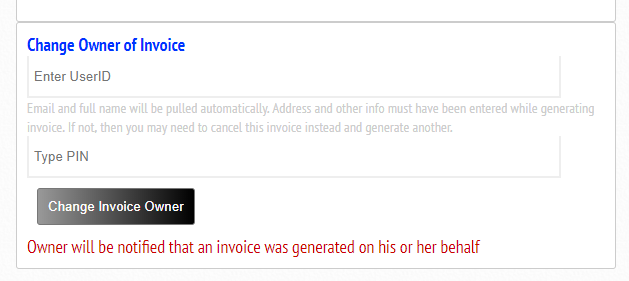 Change Owner of Invoice
Enter UserID
Email and full name will be pulled automatically. Address and other info must have been entered while generating
invoice. If not, then you may need to cancel this invoice instead and generate another.
Type PIN
Change Invoice Owner
Owner will be notified that an invoice was generated on his or her behalf